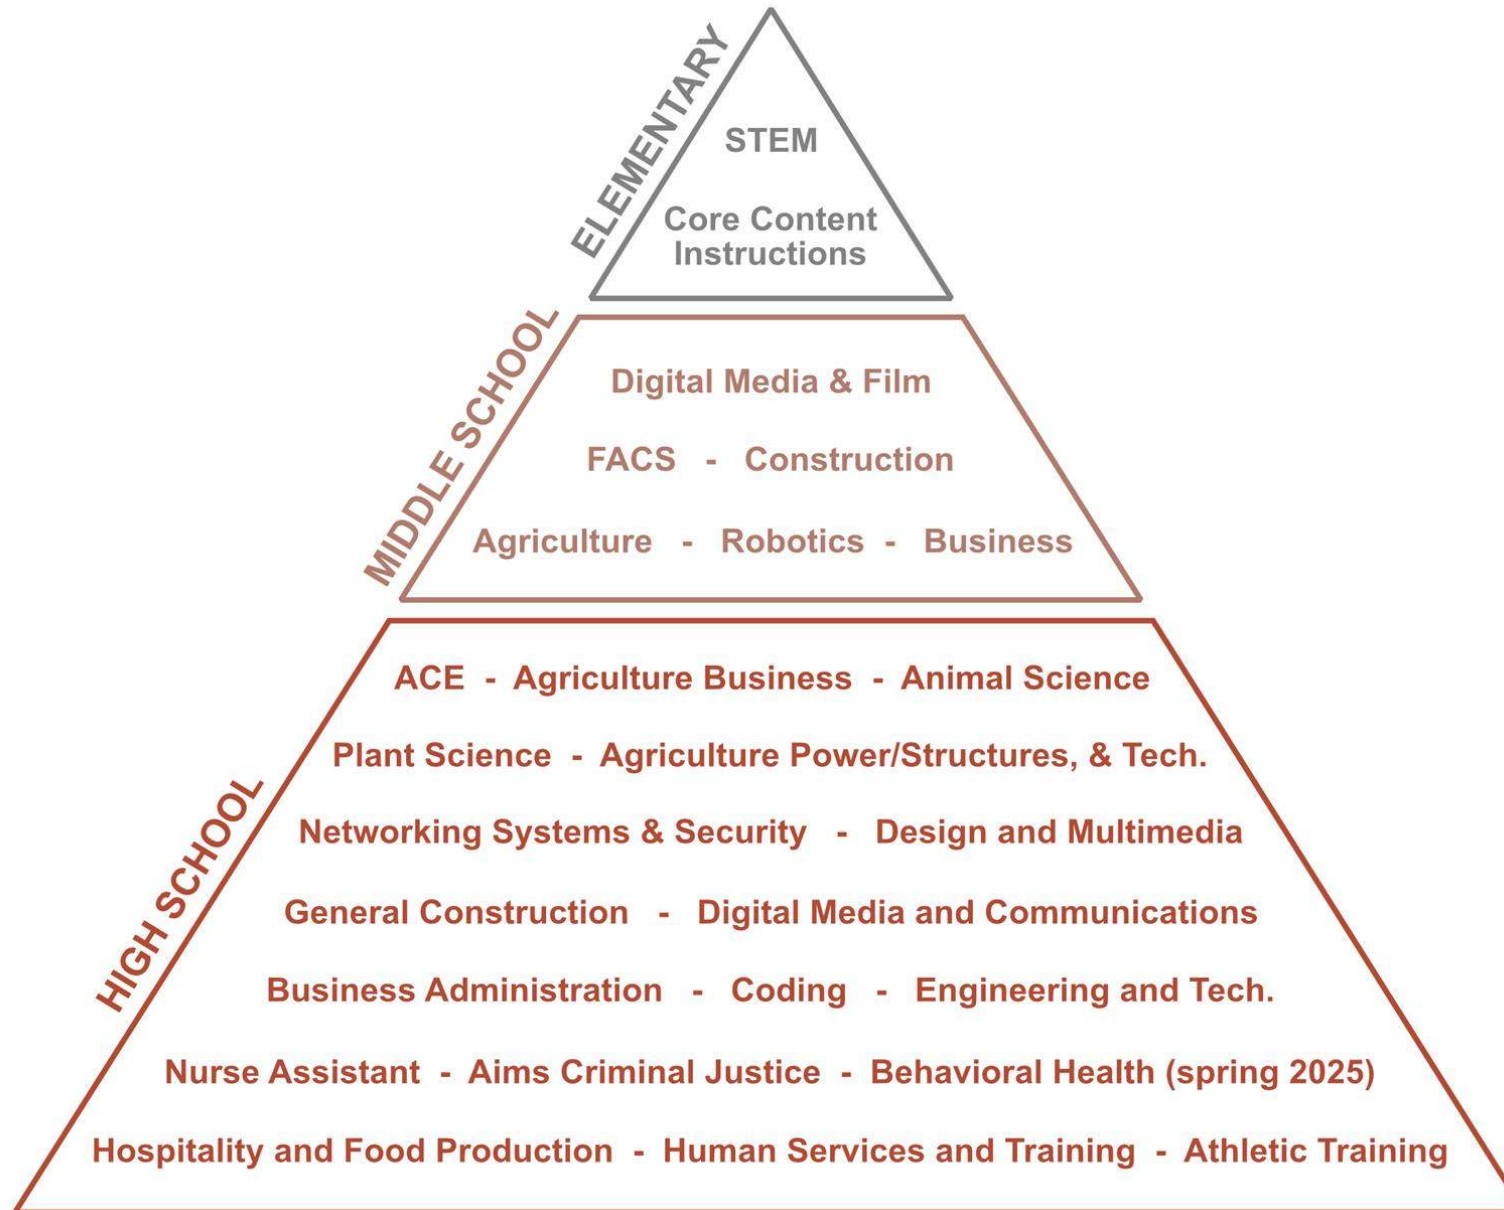 ELEMENTARY
STEM
Core Content
Instructions
MIDDLE SCHOOL
Digital Media & Film
FACS - Construction
Agriculture - Robotics - Business
HIGH SCHOOL
ACE - Agriculture Business - Animal Science
Plant Science - Agriculture Power/Structures, & Tech.
Networking Systems & Security - Design and Multimedia
General Construction - Digital Media and Communications
Business Administration - Coding - Engineering and Tech.
Nurse Assistant - Aims Criminal Justice - Behavioral Health (spring 2025)
Hospitality and Food Production - Human Services and Training - Athletic Training